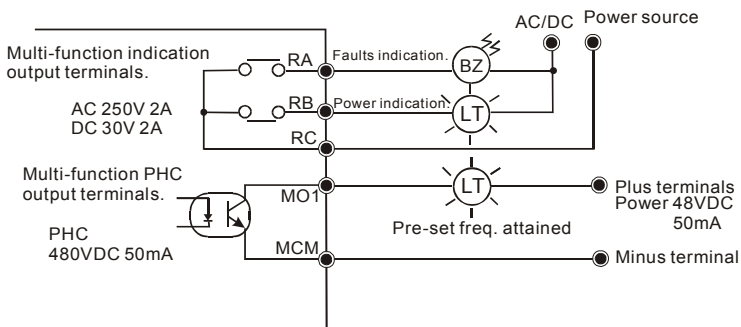 AC/DC
Power source
Multi-function indication
output terminals.
RA
Faults indication.
BZ
AC 250V 2A
DC 30V 2A
RB
Power indication.
LT
RC
Multi-function PHC
output terminals.
MO1
LT
Plus terminals
Power 48VDC
50mA
Pre-set freq. attained
PHC
480VDC 50mA
MCM
Minus terminal